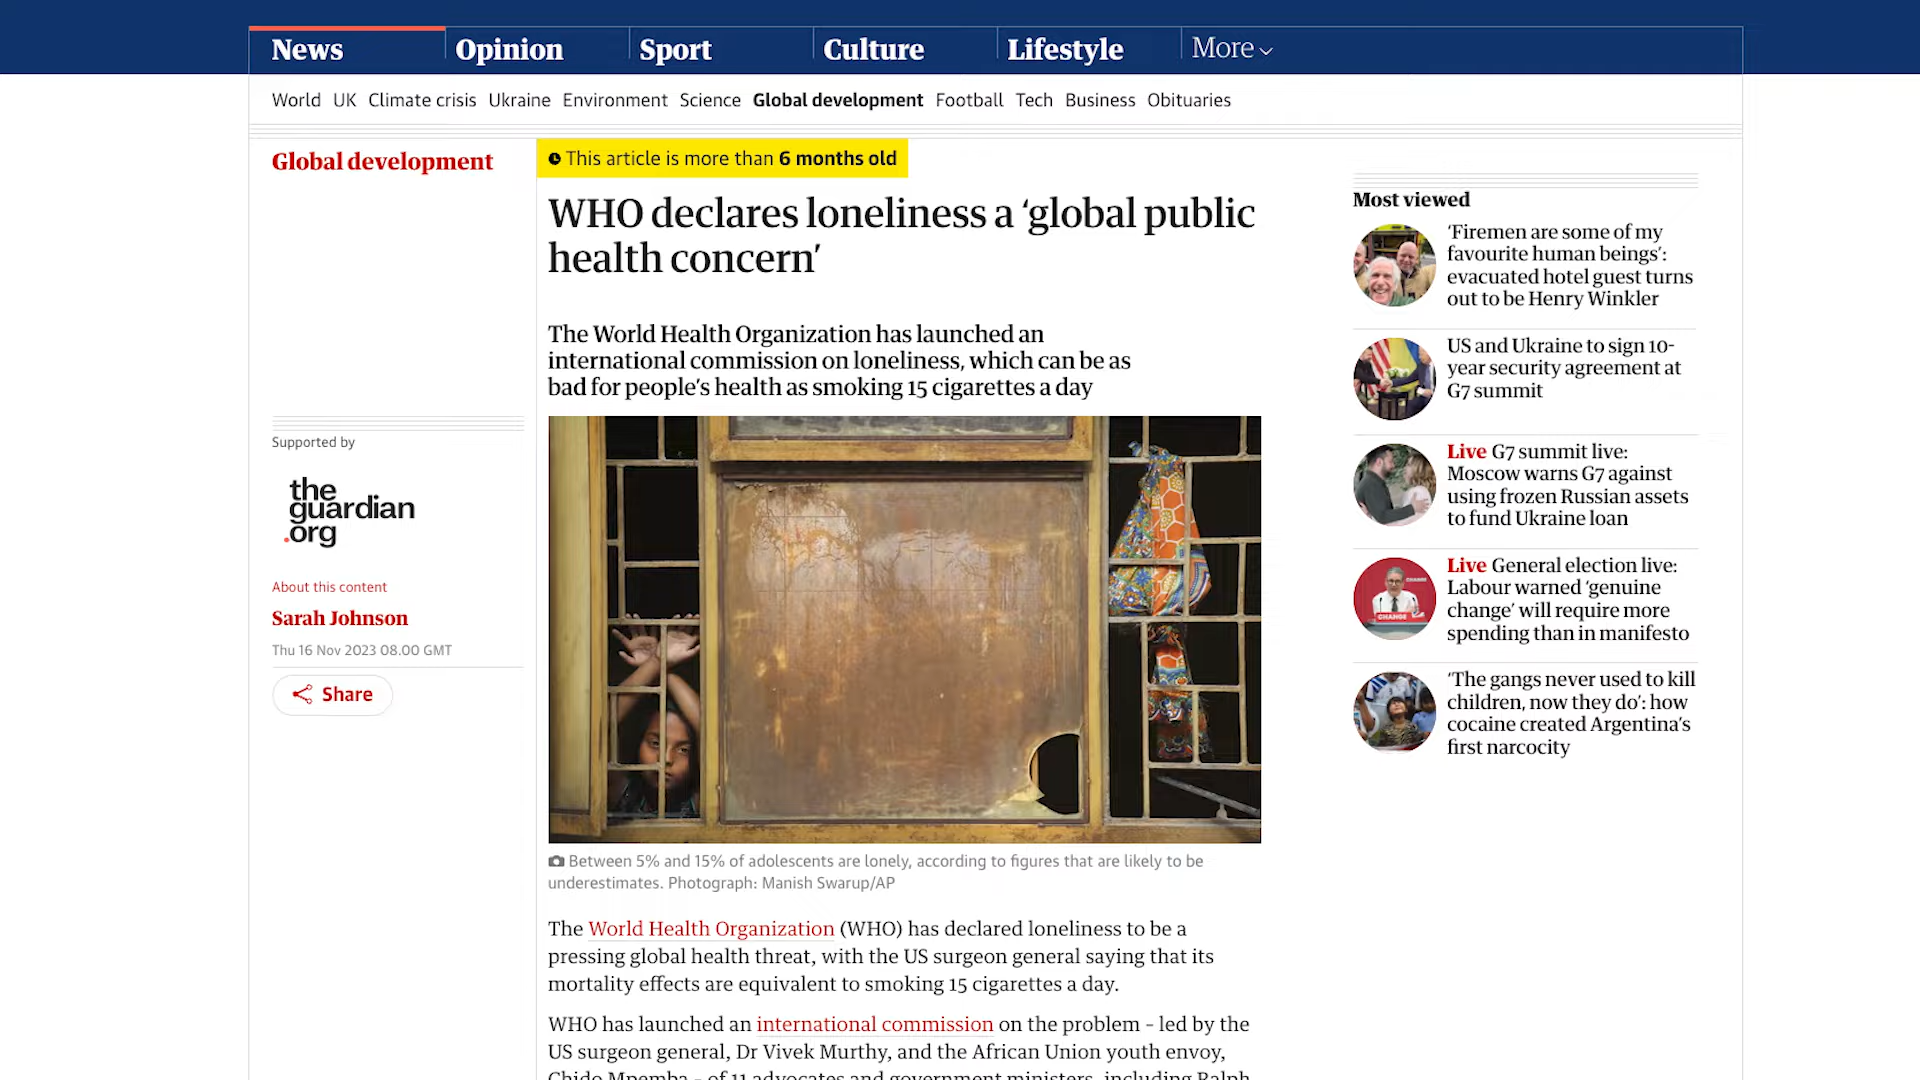 News
Opinion
Sport
Culture
Lifestyle
More
World UK Climate crisis Ukraine Environment Science Global development Football Tech Business Obituaries
Global development
This article is more than 6 months old
WHO declares loneliness a ‘global public
health concern’
The World Health Organization has launched an
international commission on loneliness, which can be as
bad for people’s health as smoking 15 cigarettes a day
Supported by
the
guardian
.org
About this content
Sarah Johnson
Thu 16 Nov 2023 08.00 GMT
Share
Between 5% and 15% of adolescents are lonely, according to figures that are likely to be
underestimates. Photograph: Manish Swarup/AP
The World Health Organization (WHO) has declared loneliness to be a
pressing global health threat, with the US surgeon general saying that its
mortality effects are equivalent to smoking 15 cigarettes a day.
WHO has launched an international commission on the problem – led by the
US surgeon general, Dr Vivek Murthy, and the African Union youth envoy,
Chido Mpemba – of 11 advocates and government ministers, including Ralph
Most viewed
‘Firemen are some of my
favourite human beings’:
evacuated hotel guest turns
out to be Henry Winkler
US and Ukraine to sign 10-
year security agreement at
G7 summit
Live G7 summit live:
Moscow warns G7 against
using frozen Russian assets
to fund Ukraine loan
Live General election live:
Labour warned ‘genuine
change’ will require more
spending than in manifesto
CHANGE
‘The gangs never used to kill
children, now they do’: how
cocaine created Argentina’s
first narcocity